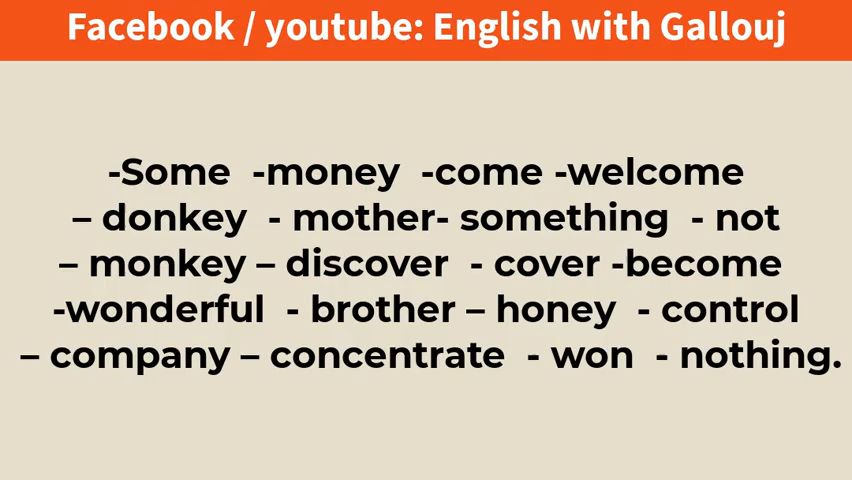 Facebook / youtube: English with Gallouj
-Some -money -come -welcome
– donkey - mother- something - not
– monkey – discover - cover -become
-wonderful - brother – honey - control
– company – concentrate - won - nothing.